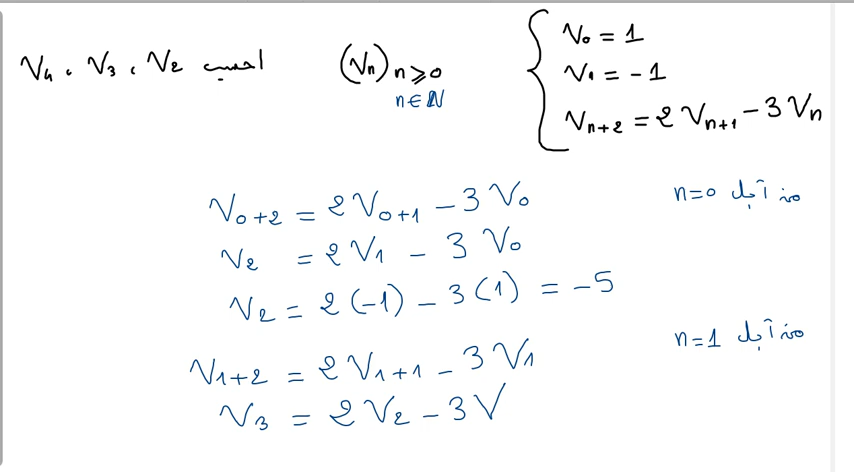 احسب V₂ ، V₃ ، V₄
(Vₙ)ₙ⩾₀
n∈ℕ
V₀ = 1
V₁ = -1
Vₙ₊₂ = 2Vₙ₊₁ - 3Vₙ
من آجل n=0
V₀₊₂ = 2V₀₊₁ - 3V₀
V₂ = 2V₁ - 3V₀
V₂ = 2(-1) - 3(1) = -5
من آجل n=1
V₁₊₂ = 2V₁₊₁ - 3V₁
V₃ = 2V₂ - 3V